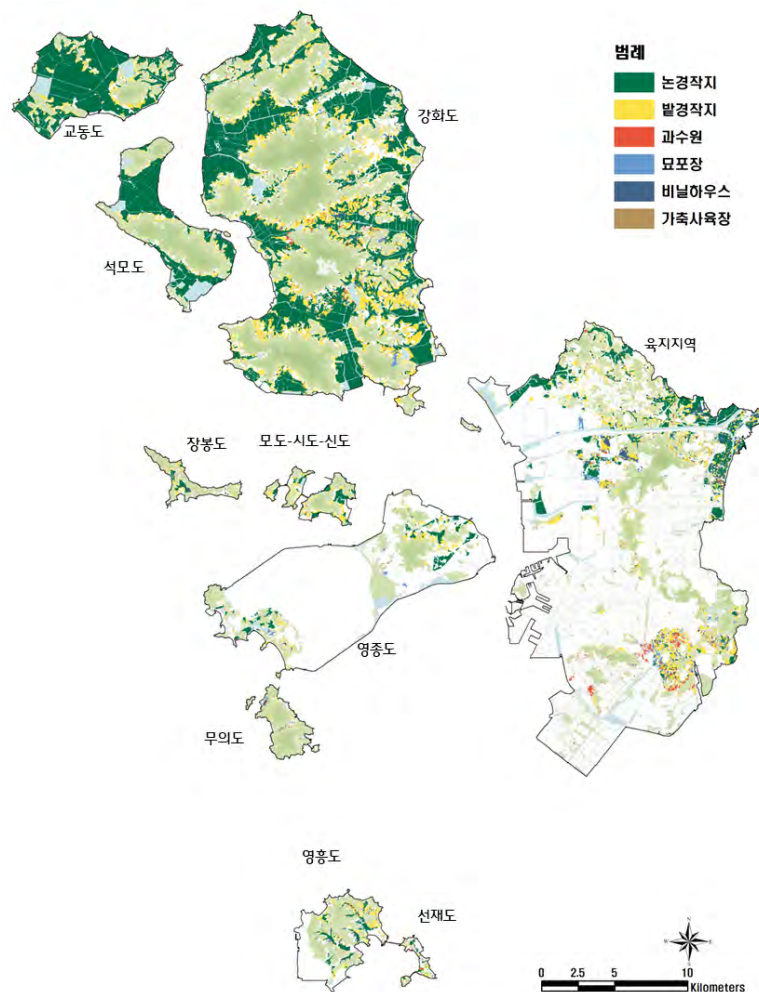 범례
논경작지
밭경작지
과수원
묘포장
비닐하우스
가축사육장
교동도
강화도
석모도
육지지역
장봉도
모도-시도-신도
영종도
무의도
영흥도
선재도
N
0 2.5 5 10
Kilometers